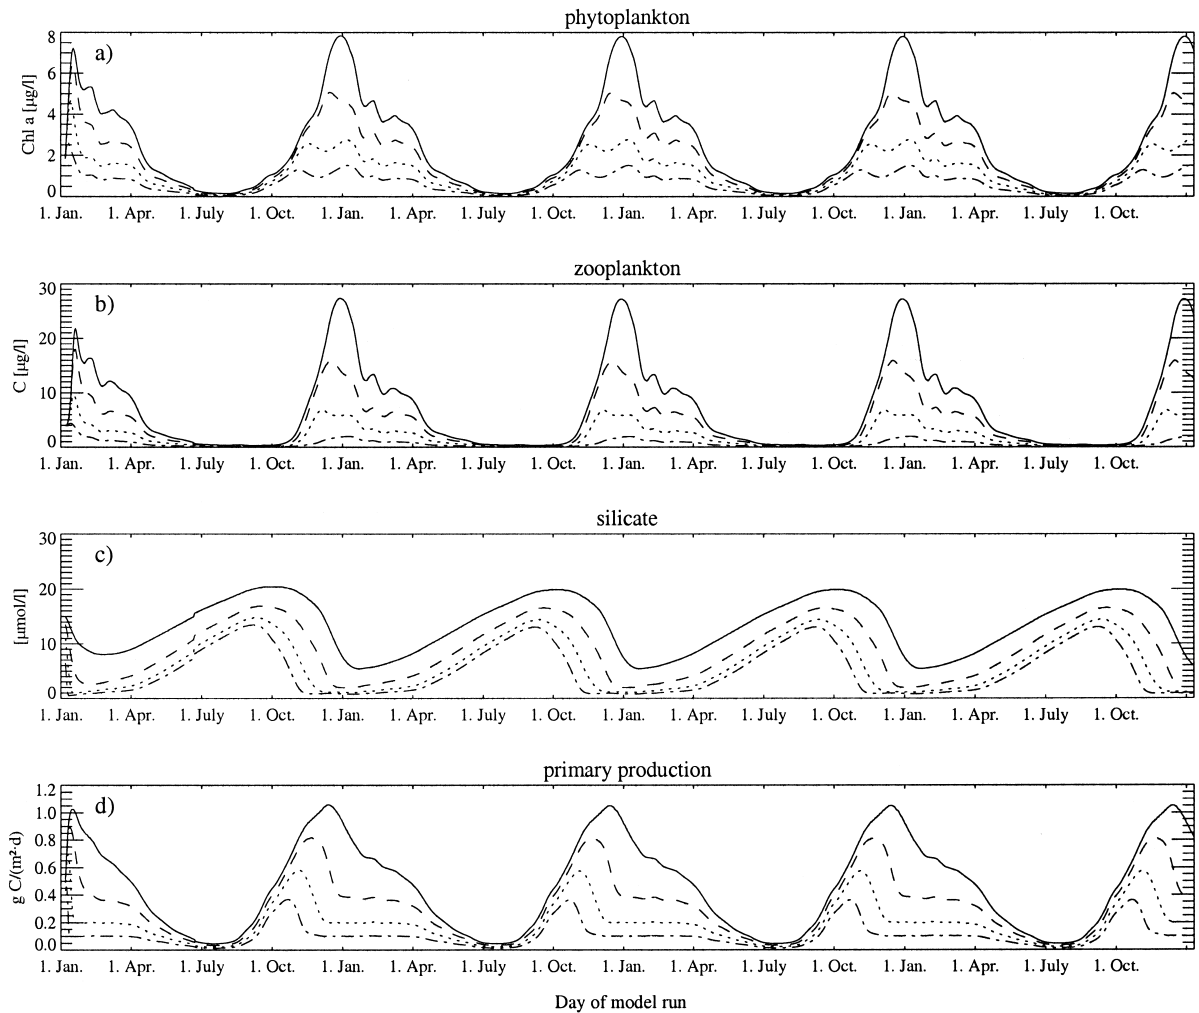 phytoplankton
a)
Chl a [µg/l]
8
6
4
2
0
1. Jan. 1. Apr. 1. July 1. Oct. 1. Jan. 1. Apr. 1. July 1. Oct. 1. Jan. 1. Apr. 1. July 1. Oct. 1. Jan. 1. Apr. 1. July 1. Oct.
zooplankton
b)
C [µg/l]
30
20
10
0
1. Jan. 1. Apr. 1. July 1. Oct. 1. Jan. 1. Apr. 1. July 1. Oct. 1. Jan. 1. Apr. 1. July 1. Oct. 1. Jan. 1. Apr. 1. July 1. Oct.
silicate
c)
[µmol/l]
30
20
10
0
1. Jan. 1. Apr. 1. July 1. Oct. 1. Jan. 1. Apr. 1. July 1. Oct. 1. Jan. 1. Apr. 1. July 1. Oct. 1. Jan. 1. Apr. 1. July 1. Oct.
primary production
d)
g C/(m²·d)
1.2
1.0
0.8
0.6
0.4
0.2
0.0
1. Jan. 1. Apr. 1. July 1. Oct. 1. Jan. 1. Apr. 1. July 1. Oct. 1. Jan. 1. Apr. 1. July 1. Oct. 1. Jan. 1. Apr. 1. July 1. Oct.
Day of model run